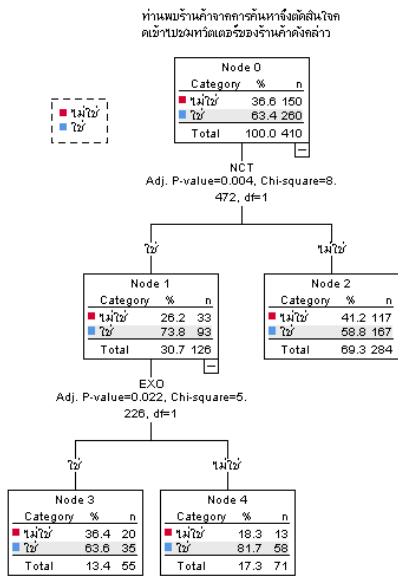 ท่านพบร้านค้าจากการค้นหาจึงตัดสินใจก
ดเข้าไปชมทวิตเตอร์ของร้านค้าดังกล่าว
ไม่ใช่
ใช่
Node 0
Category % n
ไม่ใช่ 36.6 150
ใช่ 63.4 260
Total 100.0 410
NCT
Adj. P-value=0.004, Chi-square=8.
472, df=1
ใช่
ไม่ใช่
Node 1
Category % n
ไม่ใช่ 26.2 33
ใช่ 73.8 93
Total 30.7 126
Node 2
Category % n
ไม่ใช่ 41.2 117
ใช่ 58.8 167
Total 69.3 284
EXO
Adj. P-value=0.022, Chi-square=5.
226, df=1
ใช่
ไม่ใช่
Node 3
Category % n
ไม่ใช่ 36.4 20
ใช่ 63.6 35
Total 13.4 55
Node 4
Category % n
ไม่ใช่ 18.3 13
ใช่ 81.7 58
Total 17.3 71